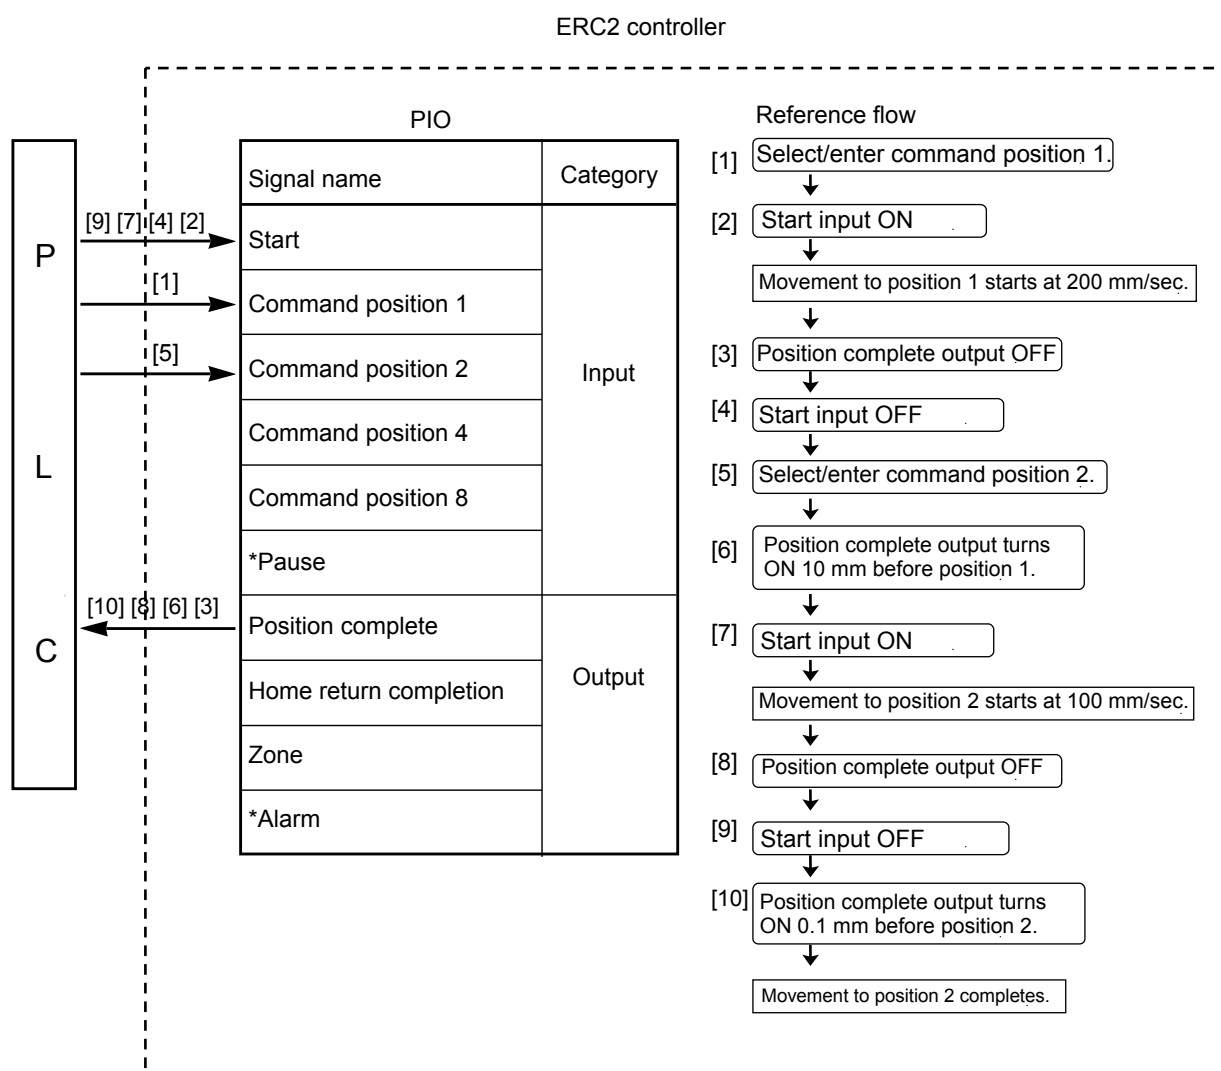 ERC2 controller
PIO
Signal name
Category
Start
Command position 1
Command position 2
Command position 4
Command position 8
*Pause
Input
Position complete
Home return completion
Zone
*Alarm
Output
P
L
C
[9] [7] [4] [2]
[1]
[5]
[10] [8] [6] [3]
Reference flow
[1] Select/enter command position 1.
[2] Start input ON
Movement to position 1 starts at 200 mm/sec.
[3] Position complete output OFF
[4] Start input OFF
[5] Select/enter command position 2.
[6] Position complete output turns
ON 10 mm before position 1.
[7] Start input ON
Movement to position 2 starts at 100 mm/sec.
[8] Position complete output OFF
[9] Start input OFF
[10] Position complete output turns
ON 0.1 mm before position 2.
Movement to position 2 completes.